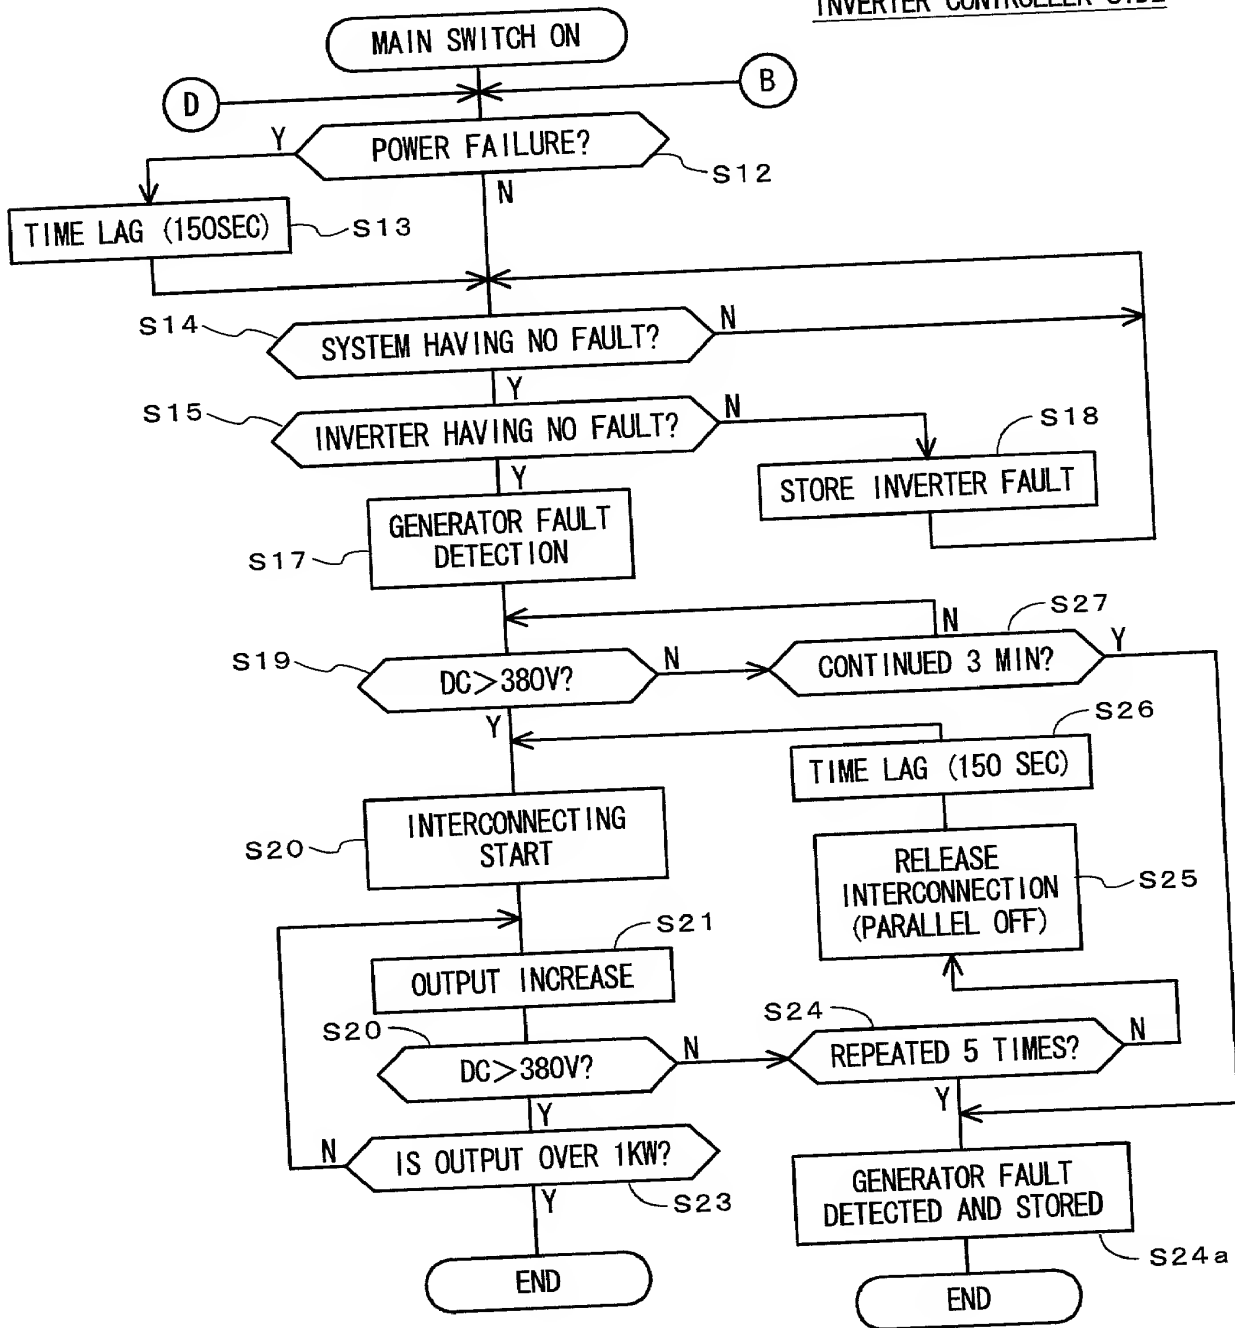 INVERTER CONTROLLER SIDE
MAIN SWITCH ON
D
B
Y
POWER FAILURE?
S12
N
TIME LAG (150SEC)
S13
S14
SYSTEM HAVING NO FAULT?
N
Y
S15
INVERTER HAVING NO FAULT?
N
S18
Y
STORE INVERTER FAULT
GENERATOR FAULT
DETECTION
S17
S27
N
S19
DC>380V?
N
CONTINUED 3 MIN?
Y
Y
S26
TIME LAG (150 SEC)
INTERCONNECTING
START
S20
RELEASE
INTERCONNECTION
(PARALLEL OFF)
S25
S21
OUTPUT INCREASE
S20
DC>380V?
N
S24
REPEATED 5 TIMES?
N
Y
Y
N
IS OUTPUT OVER 1KW?
S23
Y
GENERATOR FAULT
DETECTED AND STORED
S24a
END
END